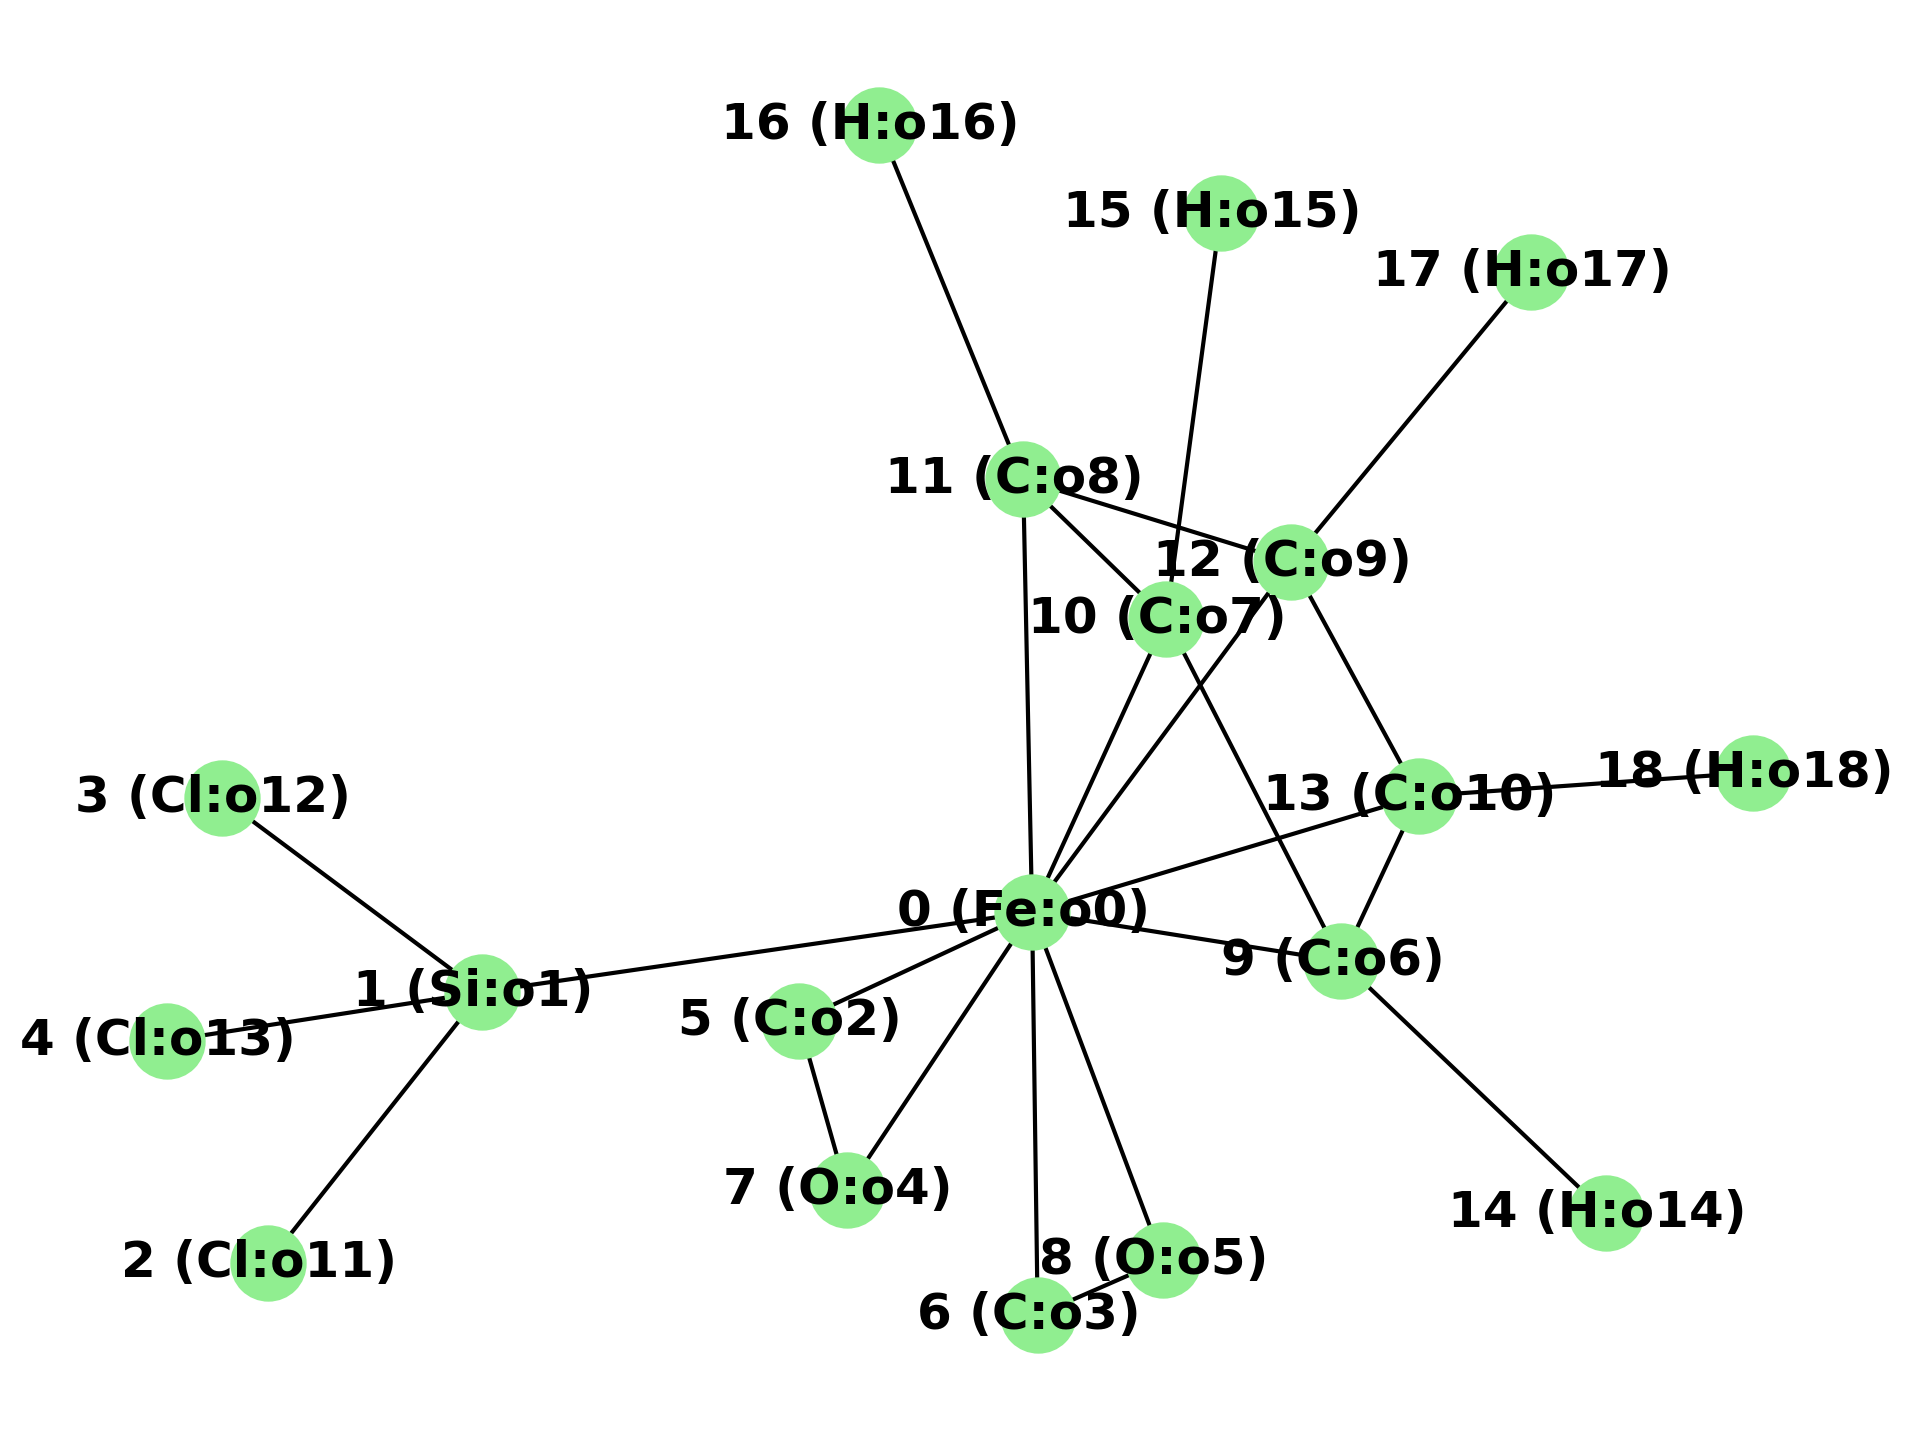 16 (H:o16)
15 (H:o15)
17 (H:o17)
11 (C:o8)
12 (C:o9)
10 (C:o7)
3 (Cl:o12)
13 (C:o10)
18 (H:o18)
0 (Fe:o0)
9 (C:o6)
1 (Si:o1)
5 (C:o2)
4 (Cl:o13)
7 (O:o4)
14 (H:o14)
2 (Cl:o11)
8 (O:o5)
6 (C:o3)